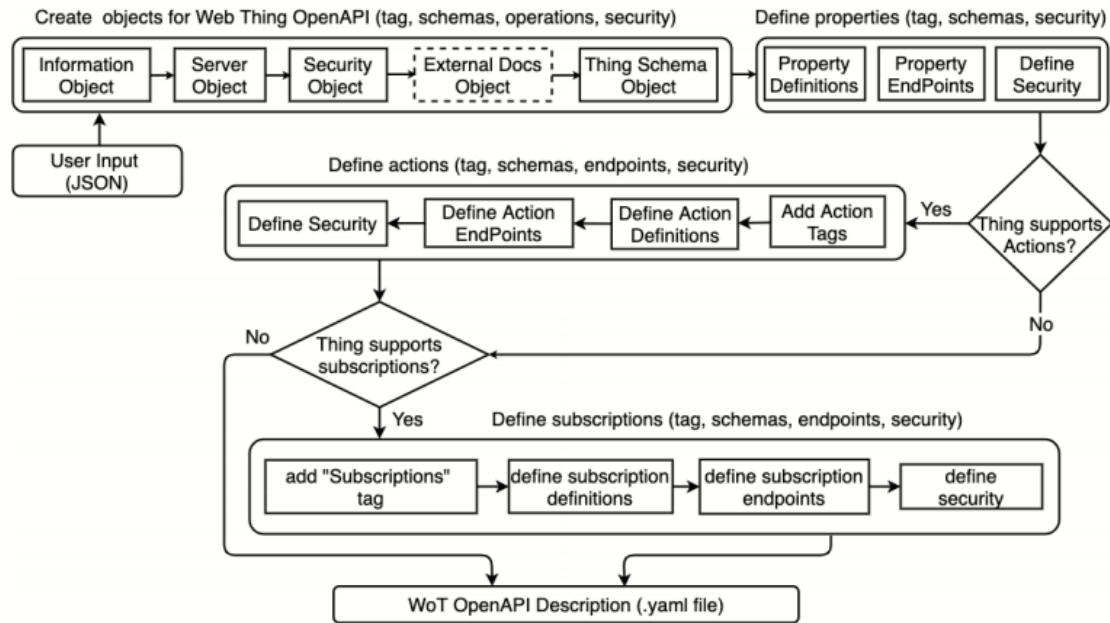 Create objects for Web Thing OpenAPI (tag, schemas, operations, security)
Define properties (tag, schemas, security)
Information
Object
Server
Object
Security
Object
External Docs
Object
Thing Schema
Object
Property
Definitions
Property
EndPoints
Define
Security
User Input
(JSON)
Define actions (tag, schemas, endpoints, security)
Define Security
Define Action
EndPoints
Define Action
Definitions
Add Action
Tags
Yes
Thing supports
Actions?
No
No
Thing supports
subscriptions?
Yes
Define subscriptions (tag, schemas, endpoints, security)
add "Subscriptions"
tag
define subscription
definitions
define subscription
endpoints
define
security
WoT OpenAPI Description (.yaml file)